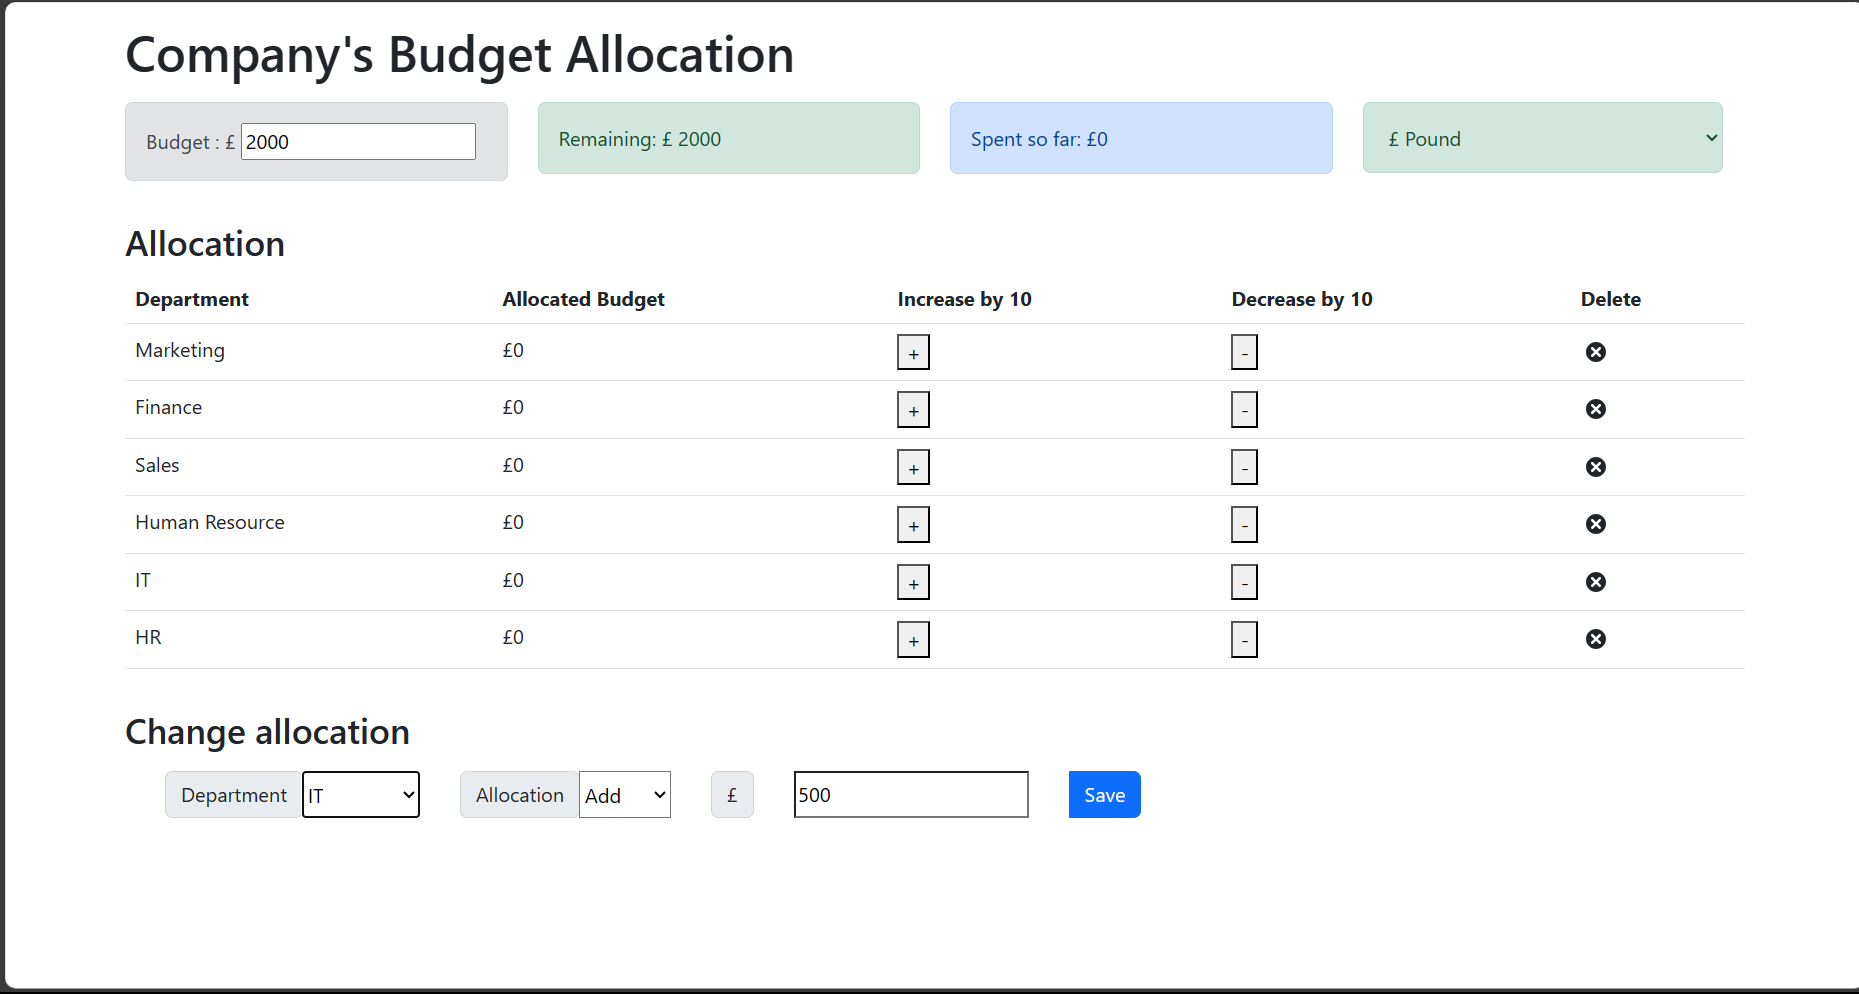 Company's Budget Allocation
Budget : £ 2000
Remaining: £ 2000
Spent so far: £0
£ Pound
Allocation
Department Allocated Budget Increase by 10 Decrease by 10 Delete
Marketing £0 + -
Finance £0 + -
Sales £0 + -
Human Resource £0 + -
IT £0 + -
HR £0 + -
Change allocation
Department IT Allocation Add £ 500 Save